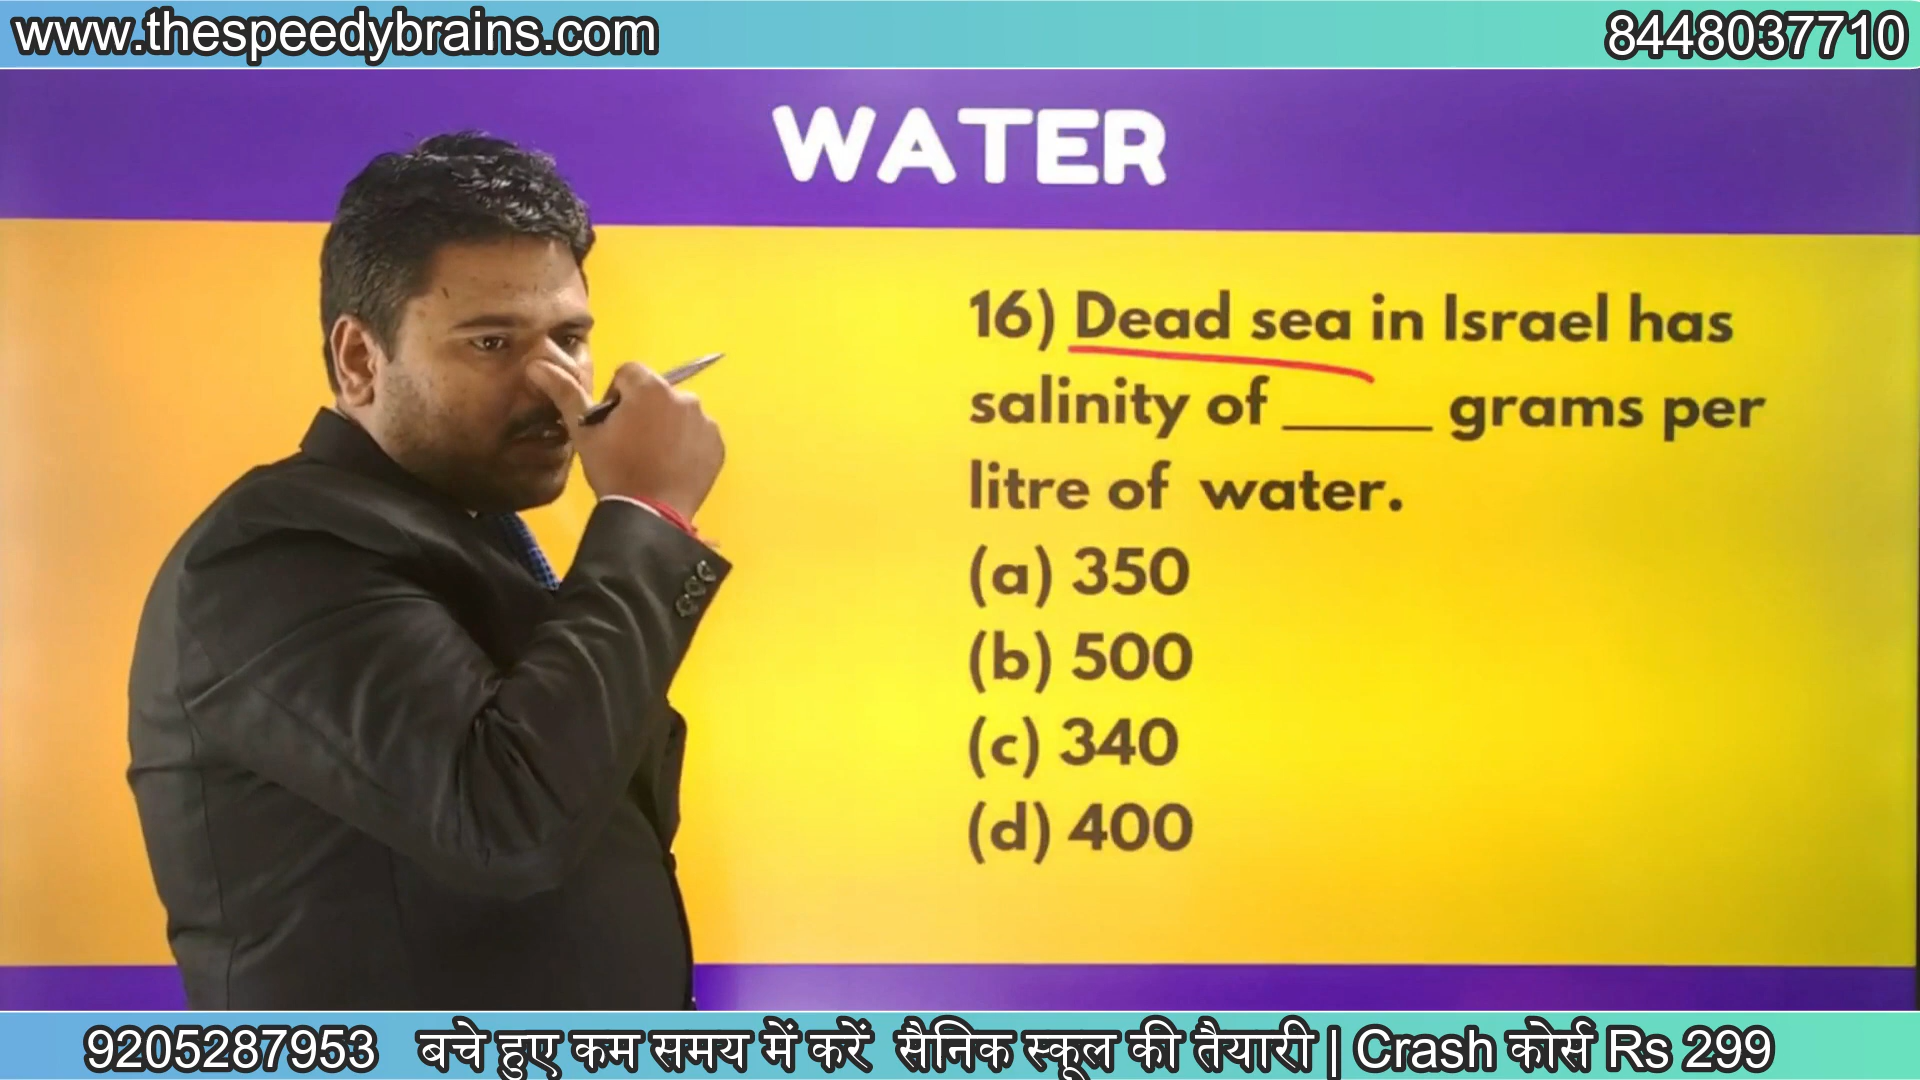 www.thespeedybrains.com
8448037710
WATER
16) Dead sea in Israel has
salinity of _____ grams per
litre of water.
(a) 350
(b) 500
(c) 340
(d) 400
9205287953 बचे हुए कम समय में करें सैनिक स्कूल की तैयारी | Crash कोर्स Rs 299